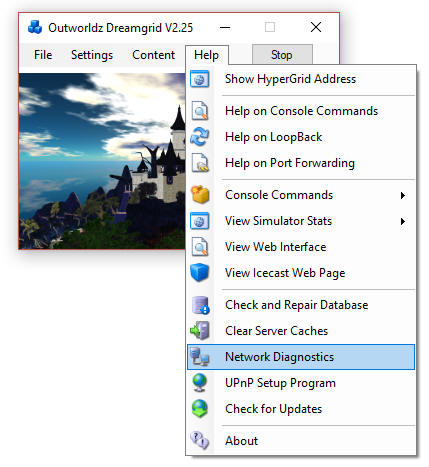 Outworldz Dreamgrid V2.25
File Settings Content Help Stop
Show HyperGrid Address
Help on Console Commands
Help on LoopBack
Help on Port Forwarding
Console Commands
View Simulator Stats
View Web Interface
View Icecast Web Page
Check and Repair Database
Clear Server Caches
Network Diagnostics
UPnP Setup Program
Check for Updates
About